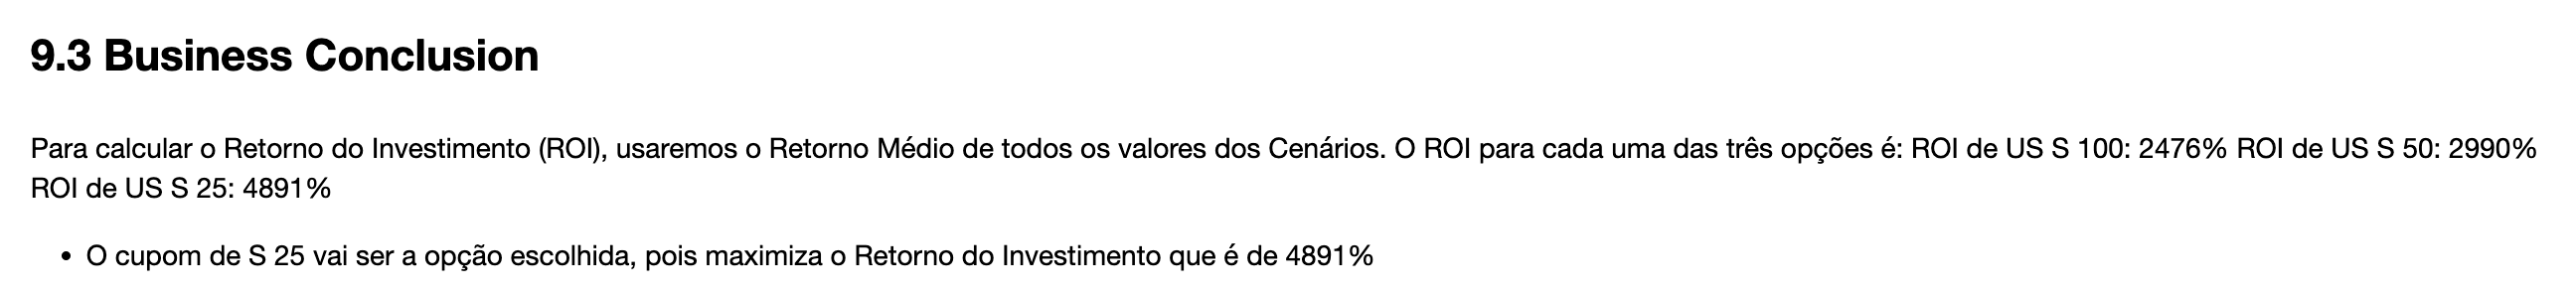 9.3 Business Conclusion
Para calcular o Retorno do Investimento (ROI), usaremos o Retorno Médio de todos os valores dos Cenários. O ROI para cada uma das três opções é: ROI de US S 100: 2476% ROI de US S 50: 2990%
ROI de US S 25: 4891%
• O cupom de S 25 vai ser a opção escolhida, pois maximiza o Retorno do Investimento que é de 4891%